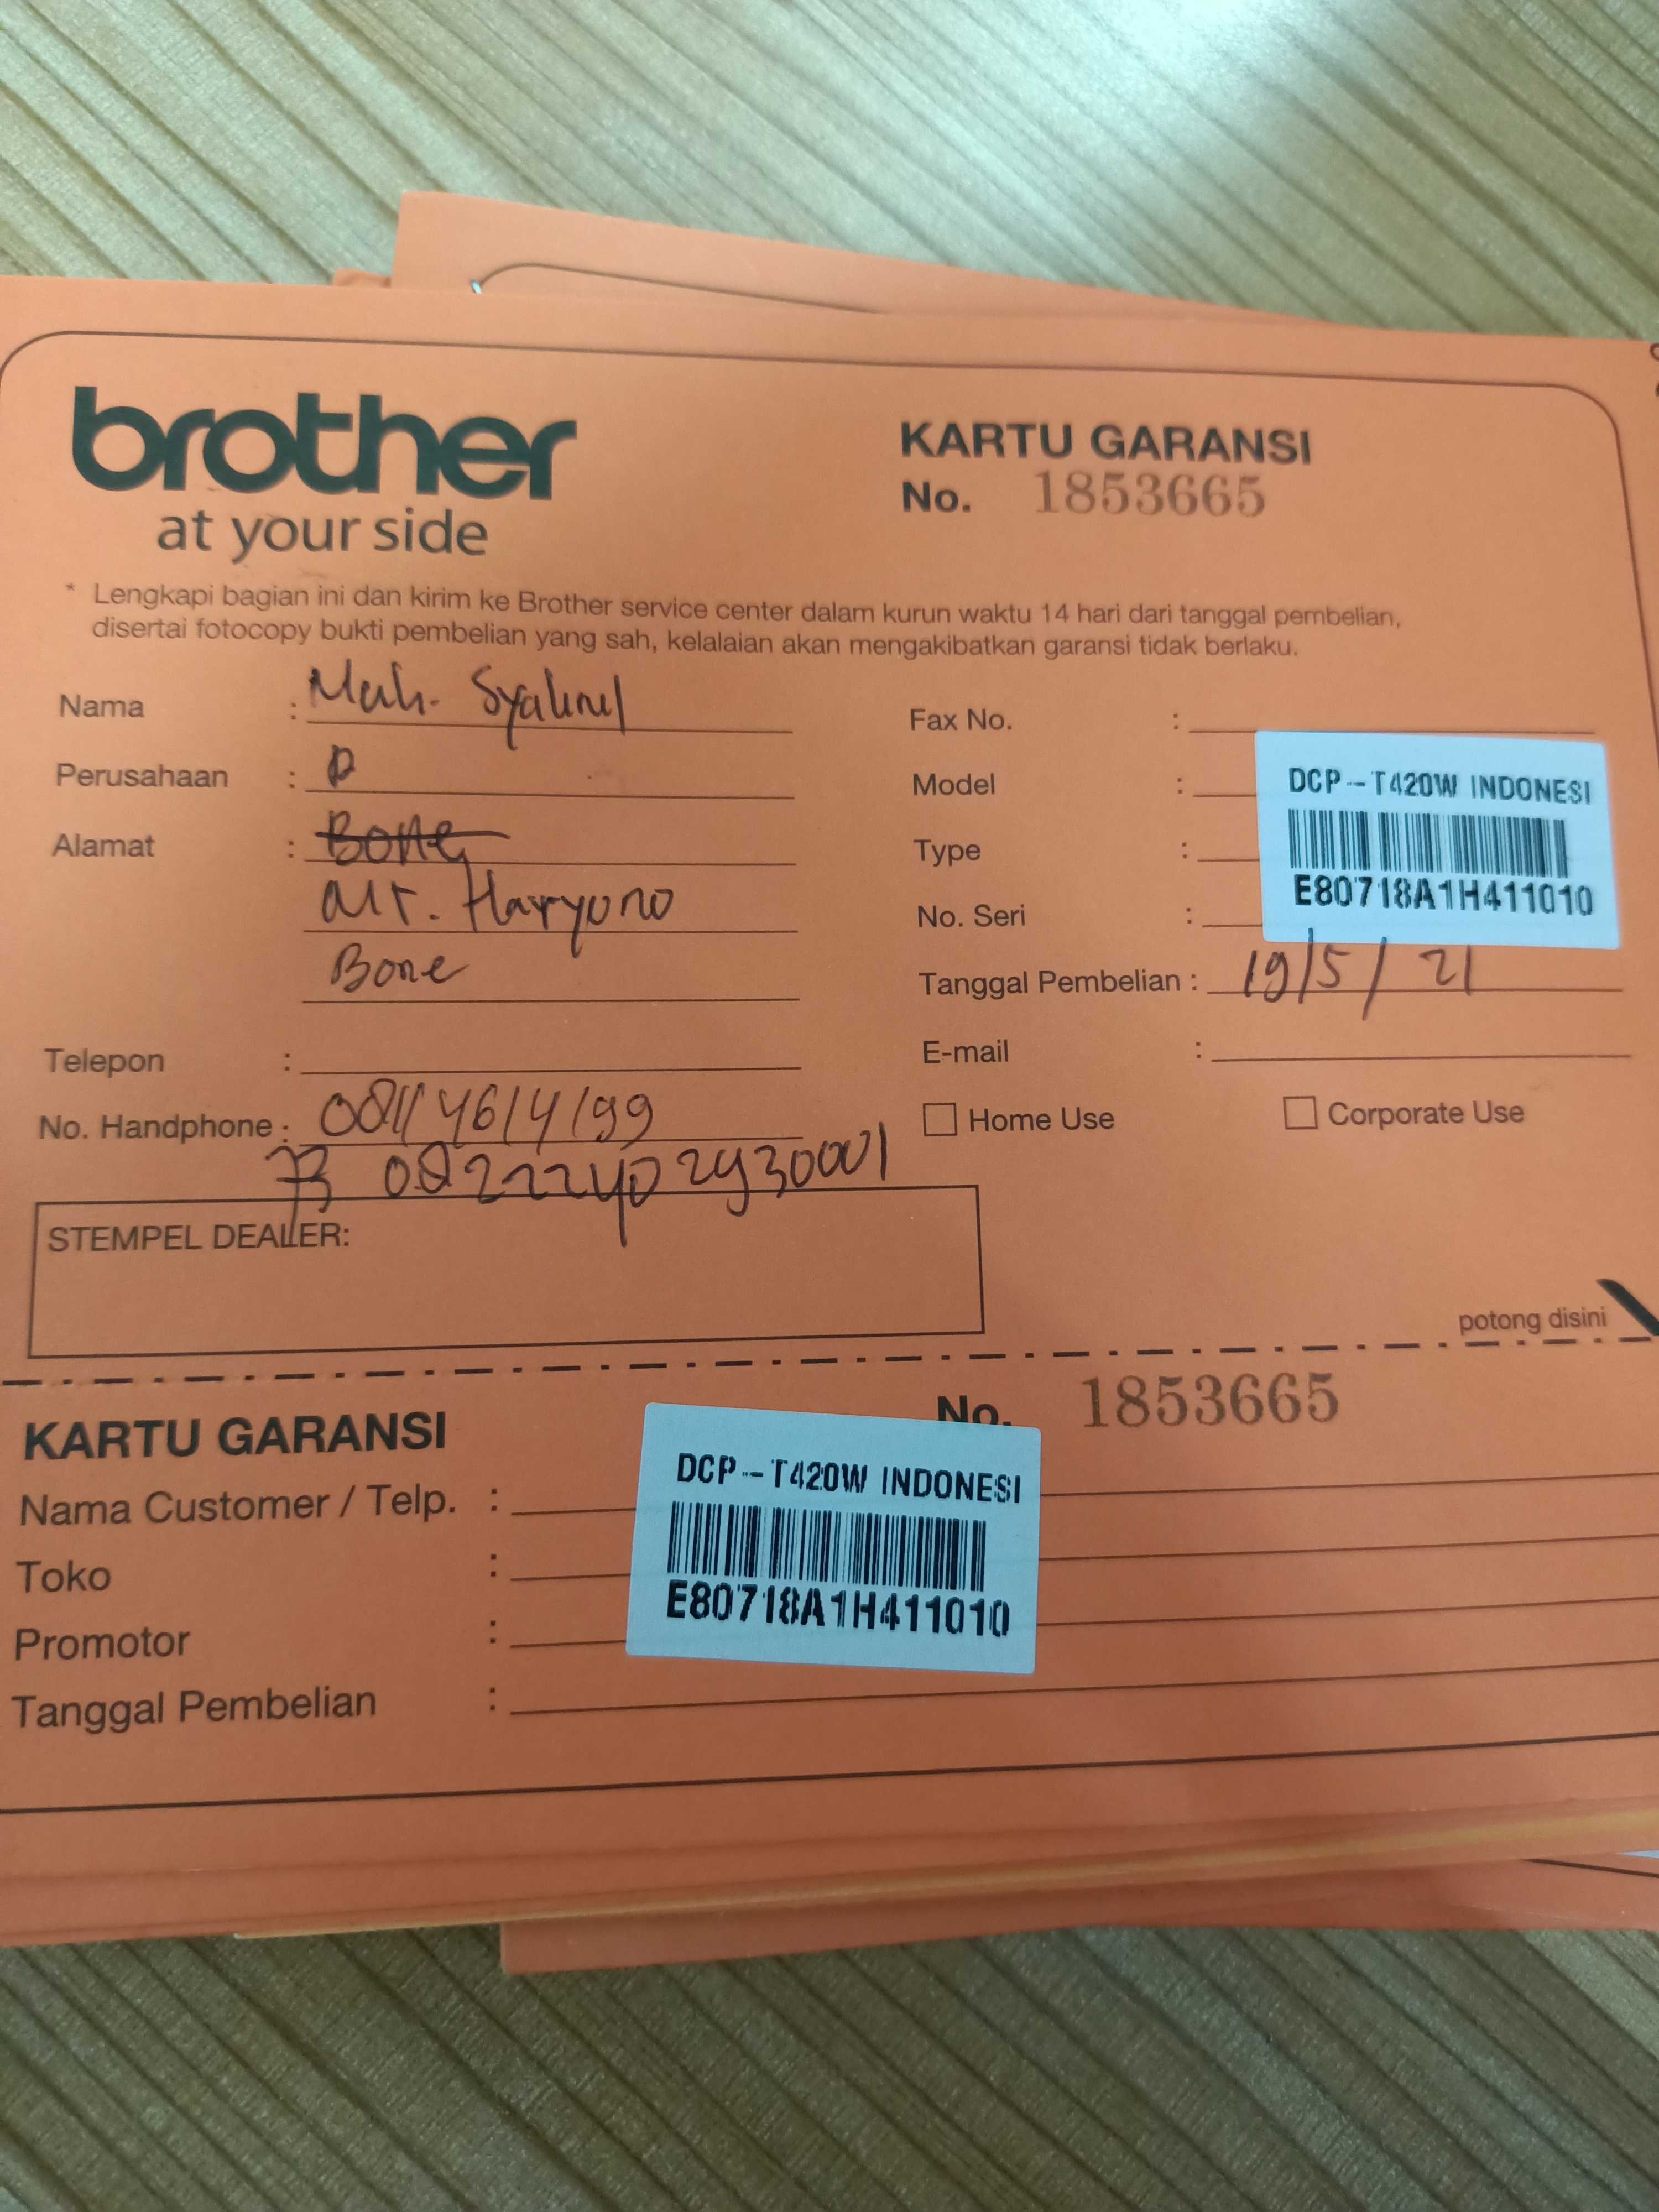 brother
at your side
KARTU GARANSI
No. 1853665
* Lengkapi bagian ini dan kirim ke Brother service center dalam kurun waktu 14 hari dari tanggal pembelian,
disertai fotocopy bukti pembelian yang sah, kelalaian akan mengakibatkan garansi tidak berlaku.
Nama : Muh.
Perusahaan :
Alamat : Bone
MT. Haryono
Bone
Telepon :
No. Handphone :
STEMPEL DEALER:
Fax No. :
Model :
Type :
No. Seri :
DCP-T420W INDONESI
E80718A1H411010
Tanggal Pembelian : 19/5/21
E-mail :
Home Use Corporate Use
potong disini
KARTU GARANSI
No. 1853665
Nama Customer / Telp. :
Toko :
Promotor :
Tanggal Pembelian :
DCP-T420W INDONESI
E80718A1H411010